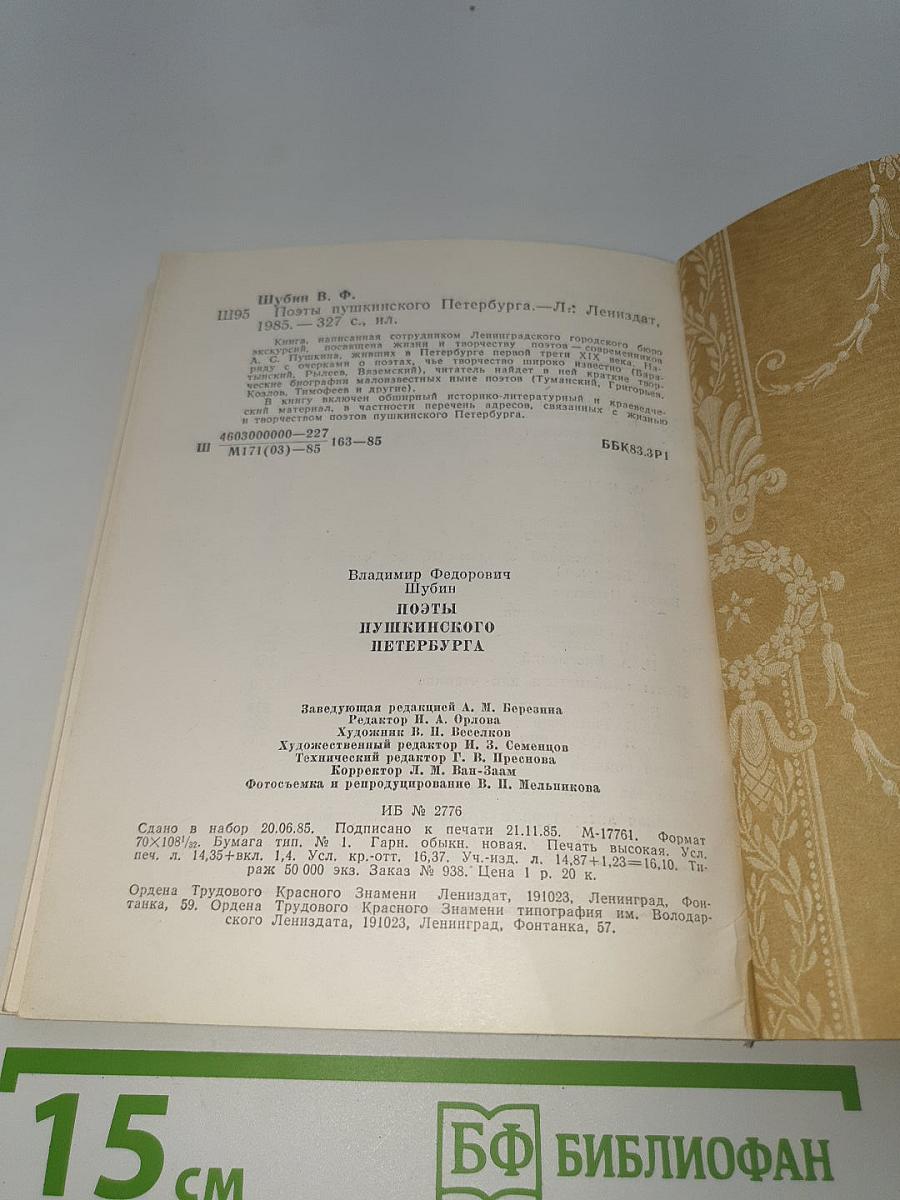 Шубин В. Ф.
Ш95 Поэты пушкинского Петербурга.—Л.: Лениздат,
1985. — 327 с., ил.
Книга, написанная сотрудником Ленинградского городского бюро
экскурсий, посвящена жизни и творчеству поэтов — современников
А. С. Пушкина, живших в Петербурге первой трети XIX века. На-
ряду с очерками о поэтах, чье творчество широко известно (Бара-
тынский, Рылеев, Вяземский), читатель найдет в ней краткие твор-
ческие биографии малоизвестных ныне поэтов (Туманский, Григорьев,
Козлов, Тимофеев и другие).
В книгу включен обширный историко-литературный и краеведче-
ский материал, в частности перечень адресов, связанных с жизнью
и творчеством поэтов пушкинского Петербурга.
Ш 4603000000—227 163—85 ББК83.3Р1
М171(03)—85
Владимир Федорович
Шубин
ПОЭТЫ
ПУШКИНСКОГО
ПЕТЕРБУРГА
Заведующая редакцией А. М. Березина
Редактор И. А. Орлова
Художник В. П. Веселков
Художественный редактор И. З. Семенцов
Технический редактор Г. В. Преснова
Корректор Л. М. Ван-Заам
Фотосъемка и репродуцирование В. П. Мельникова
ИБ № 2776
Сдано в набор 20.06.85. Подписано к печати 21.11.85. М-17761. Формат
70×108¹/₃₂. Бумага тип. № 1. Гарн. обыкн. новая. Печать высокая. Усл.
печ. л. 14,35+вкл. 1,4. Усл. кр.-отт. 16,37. Уч.-изд. л. 14,87+1,23=16,10. Ти-
раж 50 000 экз. Заказ № 938. Цена 1 р. 20 к.
Ордена Трудового Красного Знамени Лениздат, 191023, Ленинград, Фон-
танка, 59. Ордена Трудового Красного Знамени типография им. Володар-
ского Лениздата, 191023, Ленинград, Фонтанка, 57.
15 см
БФ БИБЛИОФАН